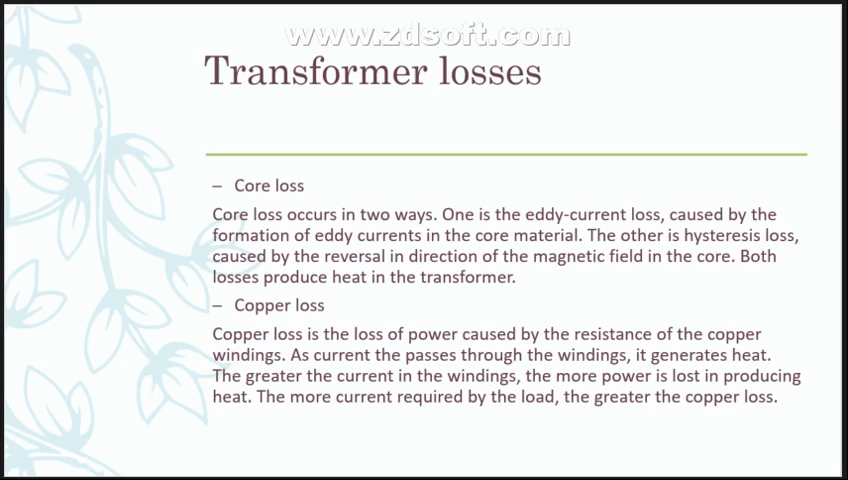 www.zdsoft.com
Transformer losses
– Core loss
Core loss occurs in two ways. One is the eddy-current loss, caused by the
formation of eddy currents in the core material. The other is hysteresis loss,
caused by the reversal in direction of the magnetic field in the core. Both
losses produce heat in the transformer.
– Copper loss
Copper loss is the loss of power caused by the resistance of the copper
windings. As current the passes through the windings, it generates heat.
The greater the current in the windings, the more power is lost in producing
heat. The more current required by the load, the greater the copper loss.